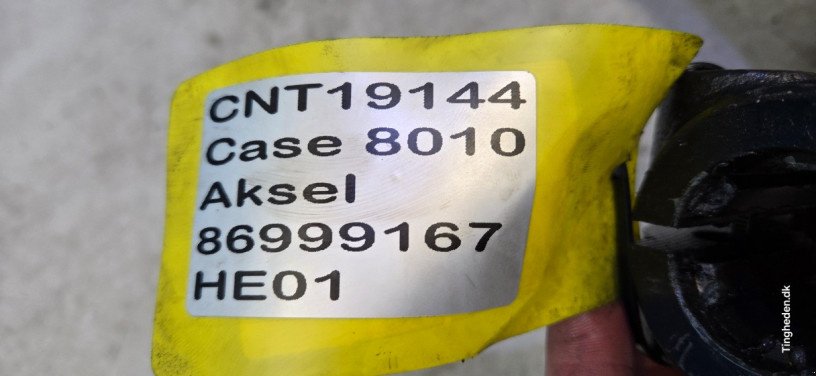 CNT19144
Case 8010
Aksel
86999167
HE01
Tingheden.dk